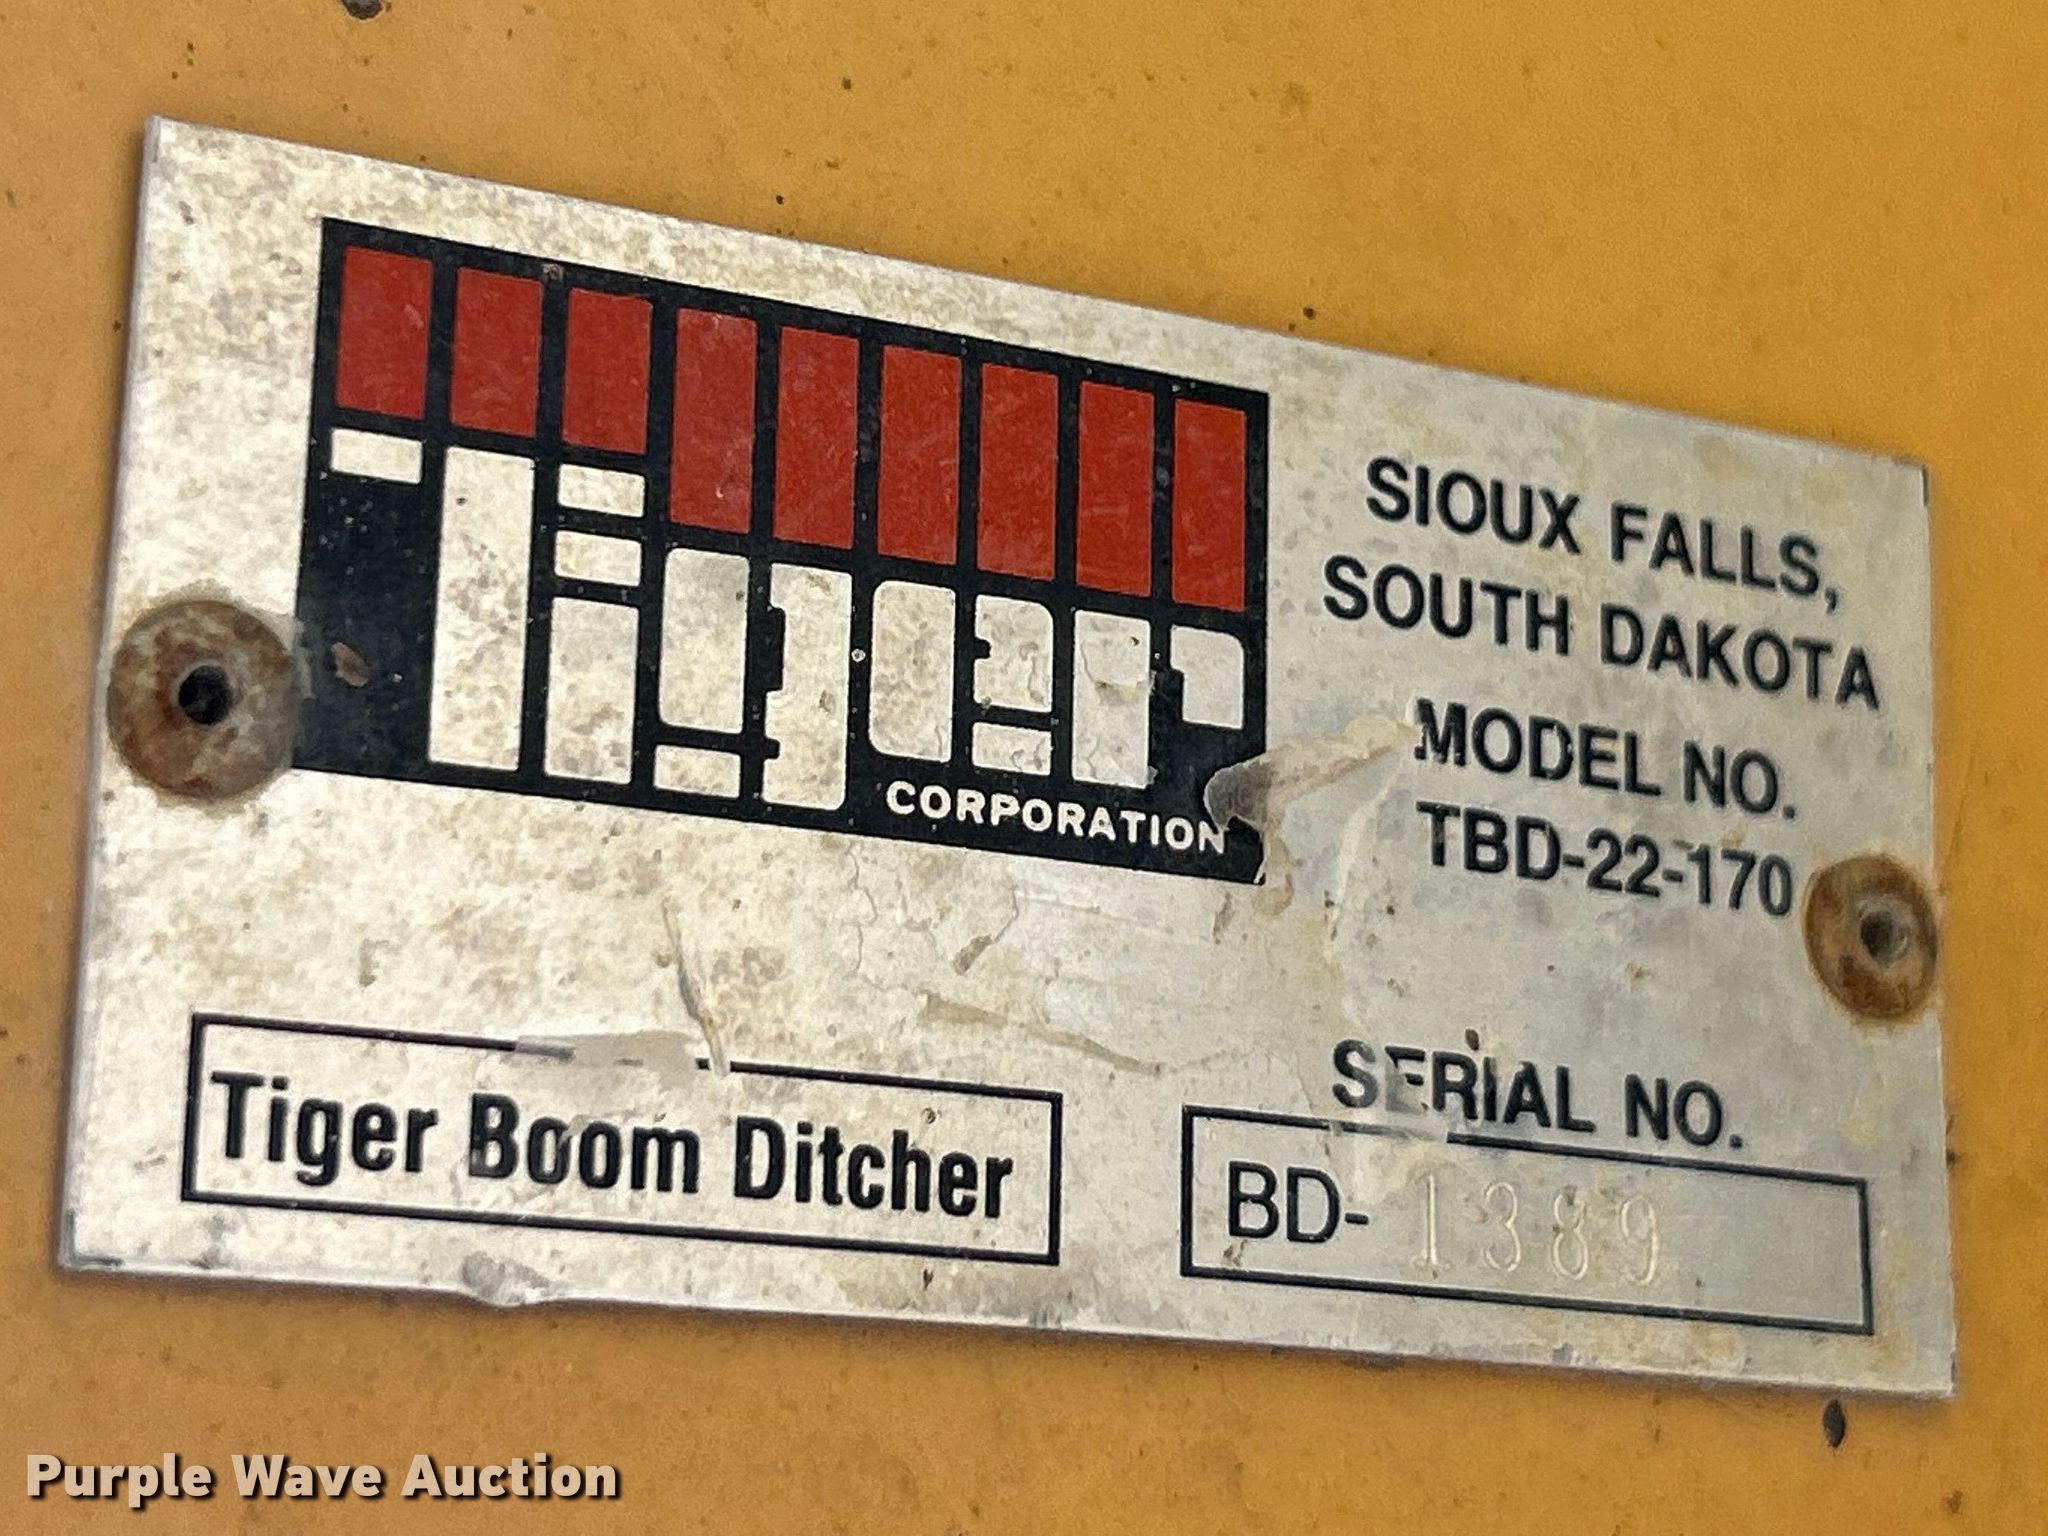 Tiger
CORPORATION
SIOUX FALLS,
SOUTH DAKOTA
MODEL NO.
TBD-22-170
Tiger Boom Ditcher
SERIAL NO.
BD-1389
Purple Wave Auction